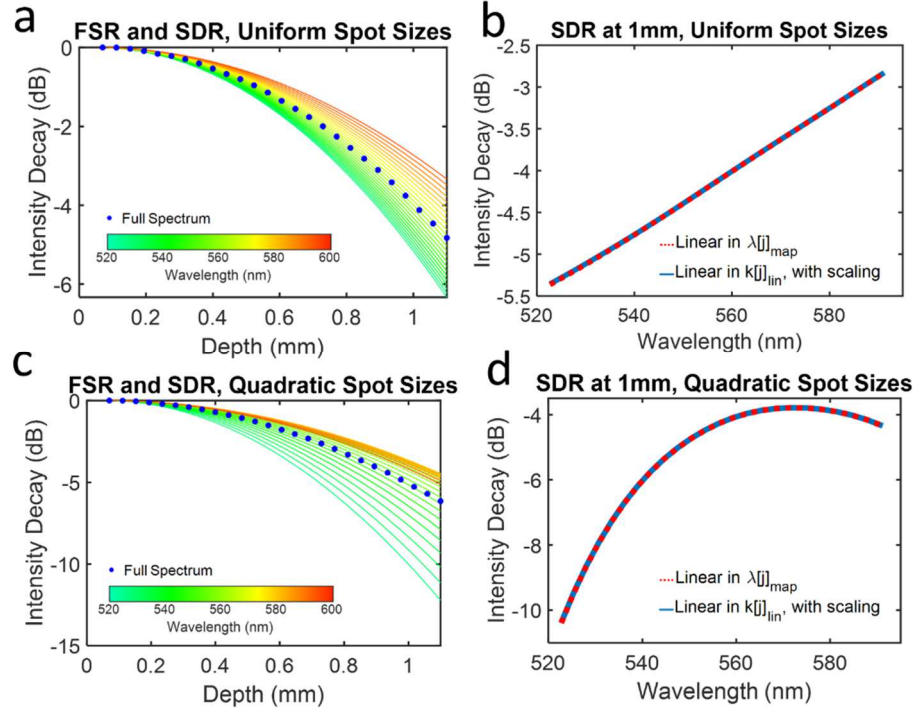 a
FSR and SDR, Uniform Spot Sizes
Intensity Decay (dB)
0
-2
-4
-6
Full Spectrum
520 540 560 580 600
Wavelength (nm)
0 0.2 0.4 0.6 0.8 1
Depth (mm)
b
SDR at 1mm, Uniform Spot Sizes
Intensity Decay (dB)
-2.5
-3
-3.5
-4
-4.5
-5
-5.5
Linear in λ[j]map
Linear in k[j]lin, with scaling
520 540 560 580
Wavelength (nm)
c
FSR and SDR, Quadratic Spot Sizes
Intensity Decay (dB)
0
-5
-10
-15
Full Spectrum
520 540 560 580 600
Wavelength (nm)
0 0.2 0.4 0.6 0.8 1
Depth (mm)
d
SDR at 1mm, Quadratic Spot Sizes
Intensity Decay (dB)
-4
-6
-8
-10
Linear in λ[j]map
Linear in k[j]lin, with scaling
520 540 560 580
Wavelength (nm)